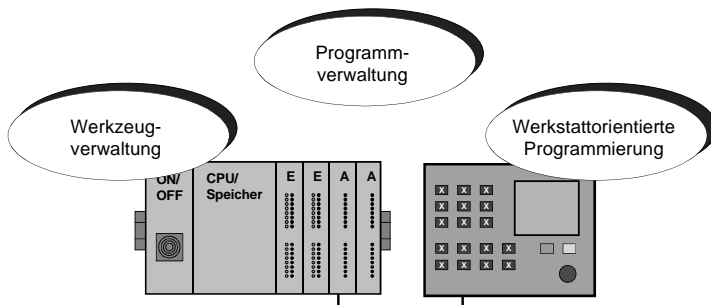 Programm-
verwaltung
Werkzeug-
verwaltung
Werkstattorientierte
Programmierung
ON/
OFF
CPU/
Speicher
E E A A
X X X
X X X
X X X
X X X X
X X X